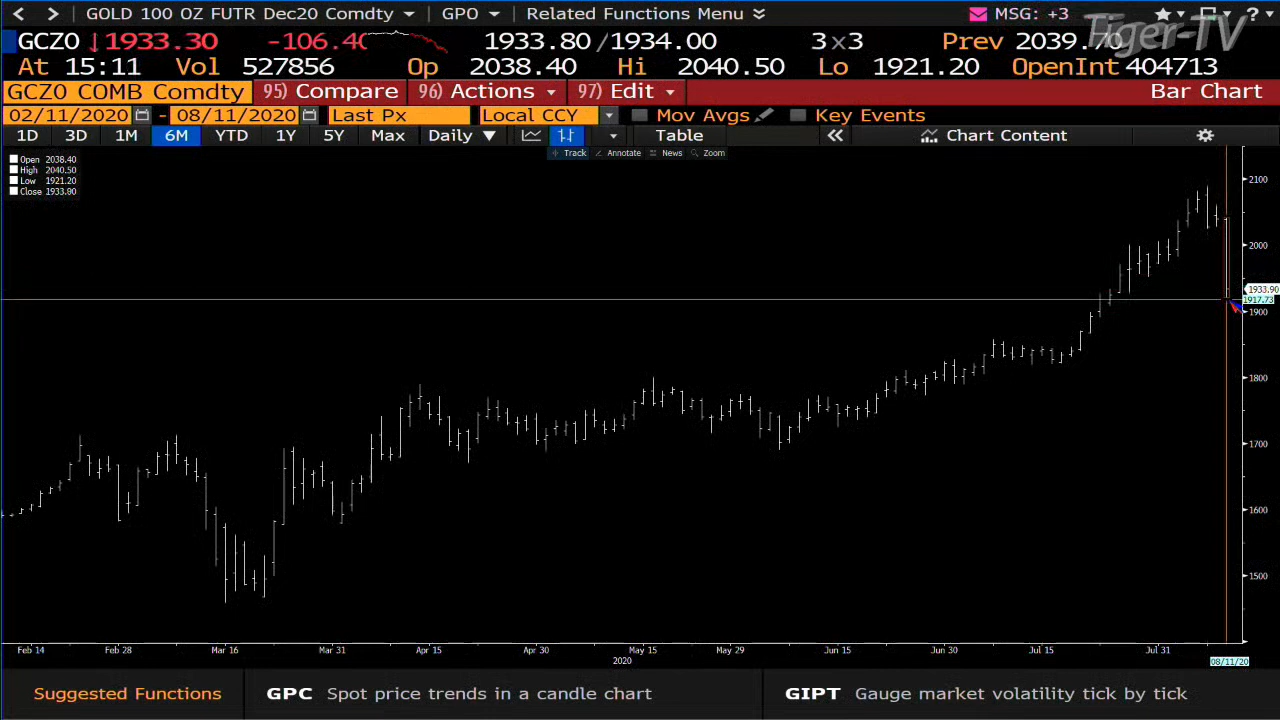 < > GOLD 100 OZ FUTR Dec20 Comdty GPO Related Functions Menu MSG: +3 ?
GCZ0 ↓1933.30 -106.40 1933.80 /1934.00 3×3 Prev 2039.70
Tiger-TV
At 15:11 Vol 527856 Op 2038.40 Hi 2040.50 Lo 1921.20 OpenInt 404713
GCZ0 COMB Comdty 95) Compare 96) Actions 97) Edit Bar Chart
02/11/2020 - 08/11/2020 Last Px Local CCY Mov Avgs Key Events
1D 3D 1M 6M YTD 1Y 5Y Max Daily ▼ Table « Chart Content
Track Annotate News Zoom
Open 2038.40
High 2040.50
Low 1921.20
Close 1933.90
2100
2000
1933.90
1917.73
1900
1800
1700
1600
1500
Feb 14 Feb 28 Mar 16 Mar 31 Apr 15 Apr 30 May 15 May 29 Jun 15 Jun 30 Jul 15 Jul 31
2020 08/11/20
Suggested Functions GPC Spot price trends in a candle chart GIPT Gauge market volatility tick by tick